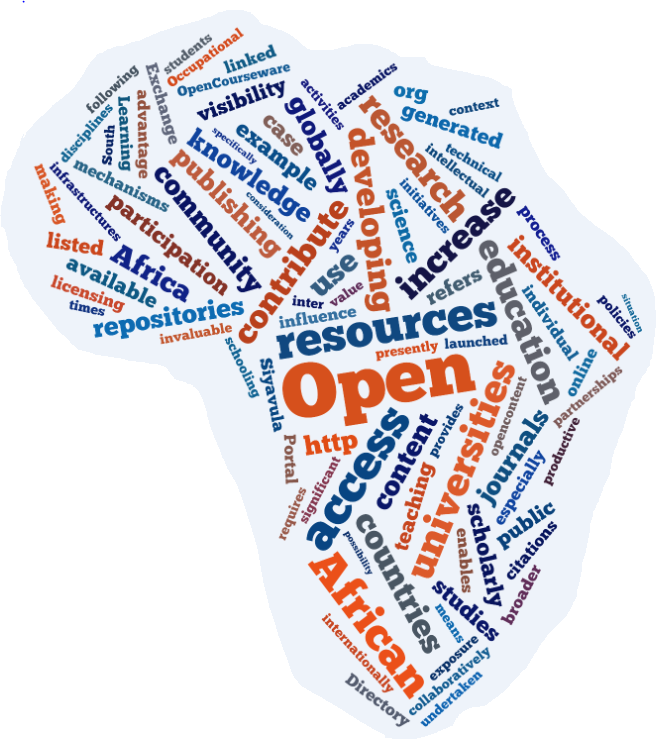 students
Occupational
linked
OpenCourseware
following
Exchange
advantage
Learning
South
disciplines
visibility
activities
academics
org
context
generated
globally
case
example
specifically
knowledge
publishing
community
mechanisms
infrastructures
making
participation
consideration
research
developing
technical
intellectual
initiatives
science
contribute
years
use
value
inter
influence
increase
refers
process
listed
Africa
available
licensing
times
repositories
invaluable
schooling
Siyavula
education
institutional
individual
policies
situation
online
partnerships
resources
presently
launched
Open
http
Portal
requires
significant
access
content
provides
opencontent
universities
teaching
journals
especially
productive
public
citations
scholarly
enables
broader
possibility
countries
African
studies
means
exposure
collaboratively
undertaken
internationally
Directory